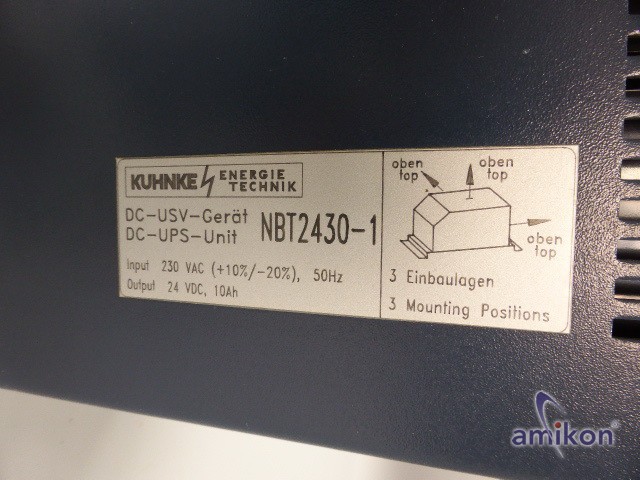 KUHNKE ENERGIE TECHNIK
DC-USV-Gerät
DC-UPS-Unit NBT2430-1
Input 230 VAC (+10%/-20%), 50Hz
Output 24 VDC, 10Ah
oben
top
oben
top
oben
top
3 Einbaulagen
3 Mounting Positions
amikon